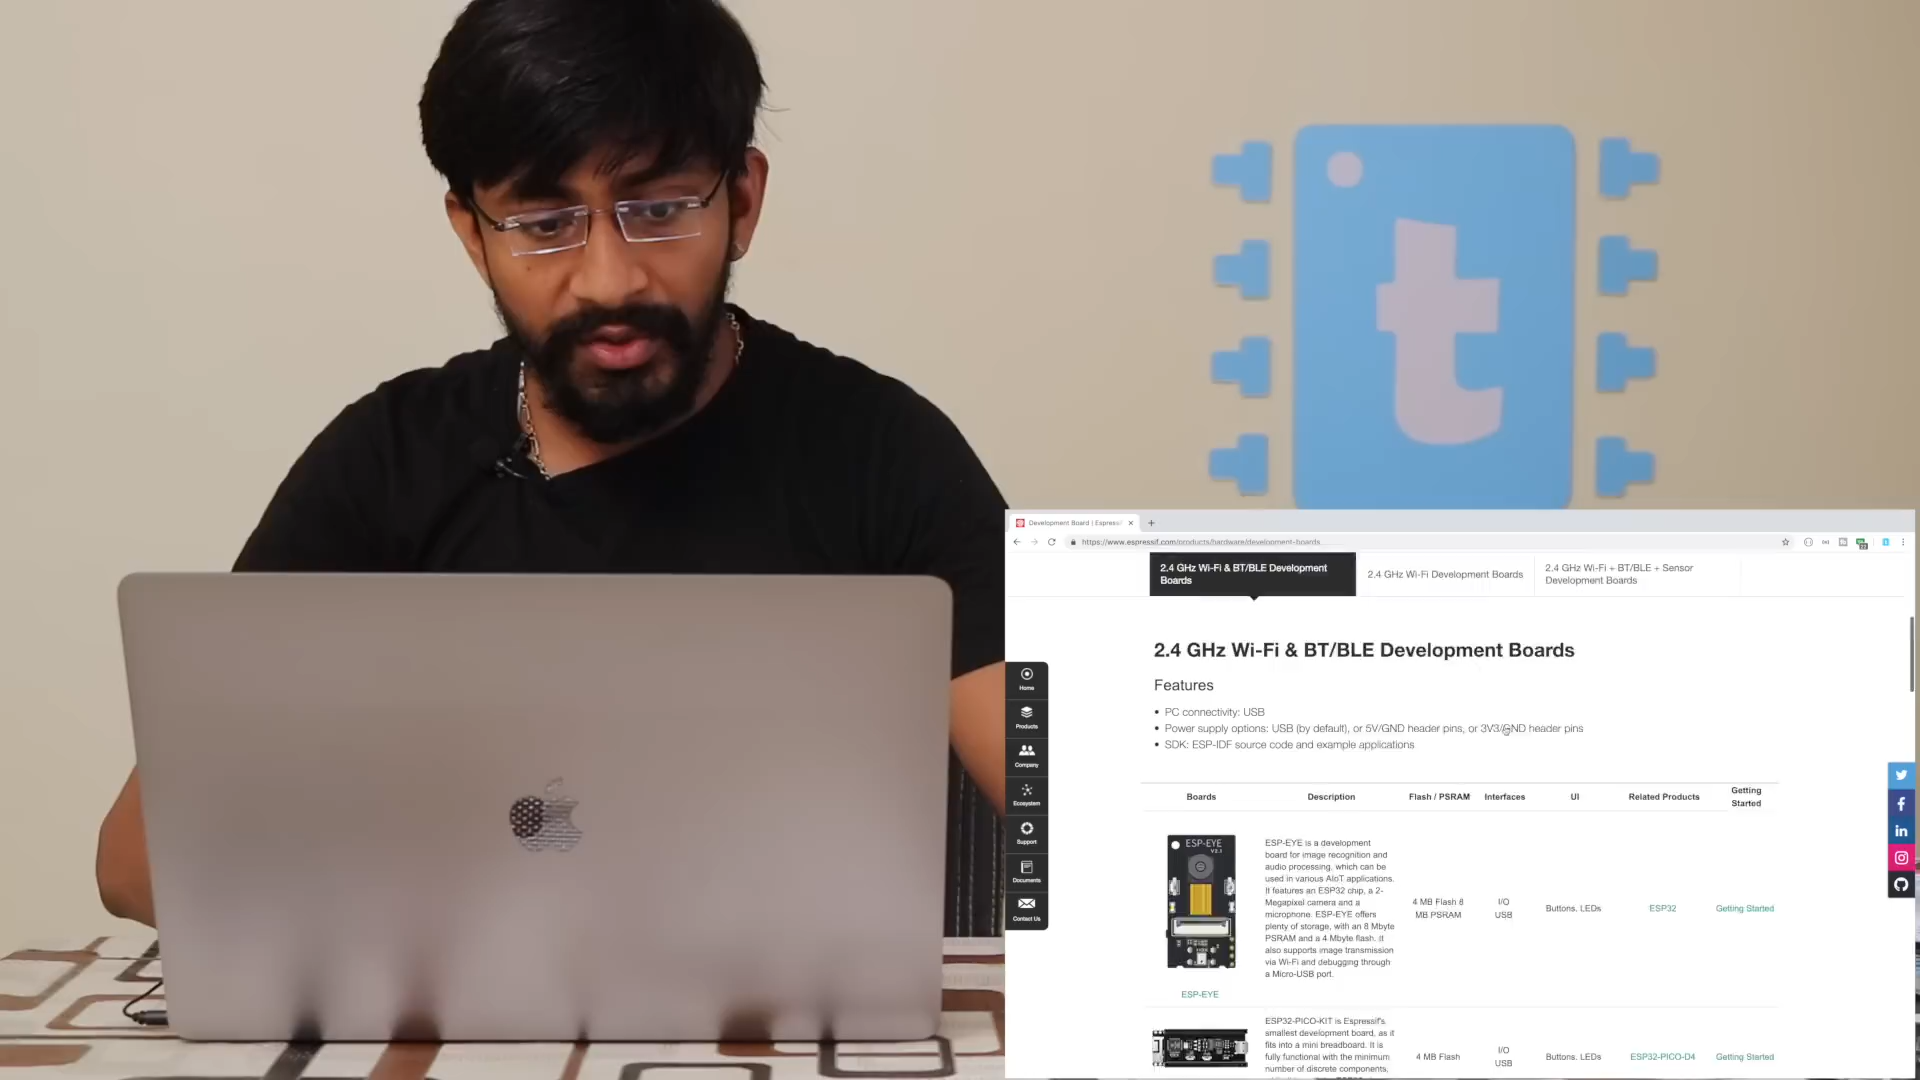 t
Development Board | Espressif
https://www.espressif.com/products/hardware/development-boards
2.4 GHz Wi-Fi & BT/BLE Development
Boards
2.4 GHz Wi-Fi Development Boards
2.4 GHz Wi-Fi + BT/BLE + Sensor
Development Boards
2.4 GHz Wi-Fi & BT/BLE Development Boards
Features
PC connectivity: USB
Power supply options: USB (by default), or 5V/GND header pins, or 3V3/GND header pins
SDK: ESP-IDF source code and example applications
Home
Products
Company
Ecosystem
Support
Documents
Contact Us
Boards
Description
Flash / PSRAM
Interfaces
UI
Related Products
Getting
Started
ESP-EYE
V2.1
ESP-EYE
ESP-EYE is a development
board for image recognition and
audio processing, which can be
used in various AIoT applications.
It features an ESP32 chip, a 2-
Megapixel camera and a
microphone. ESP-EYE offers
plenty of storage, with an 8 Mbyte
PSRAM and a 4 Mbyte flash. It
also supports image transmission
via Wi-Fi and debugging through
a Micro-USB port.
4 MB Flash 8
MB PSRAM
I/O
USB
Buttons. LEDs
ESP32
Getting Started
ESP32-PICO-KIT is Espressif's
smallest development board, as it
fits into a mini breadboard. It is
fully functional with the minimum
number of discrete components,
4 MB Flash
I/O
USB
Buttons. LEDs
ESP32-PICO-D4
Getting Started